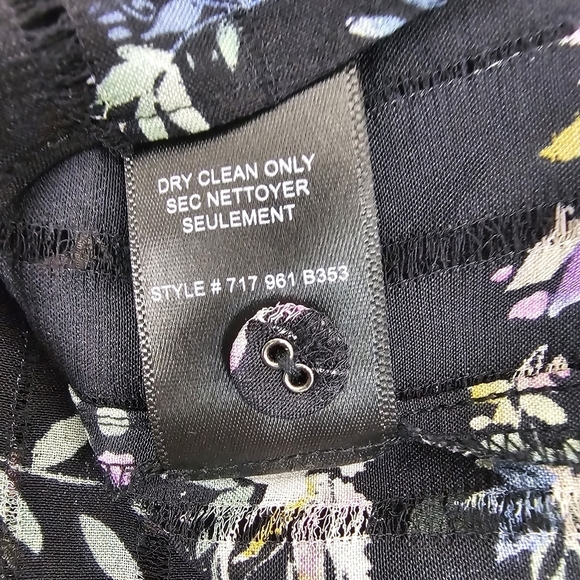 DRY CLEAN ONLY
SEC NETTOYER
SEULEMENT
STYLE # 717 961 B353